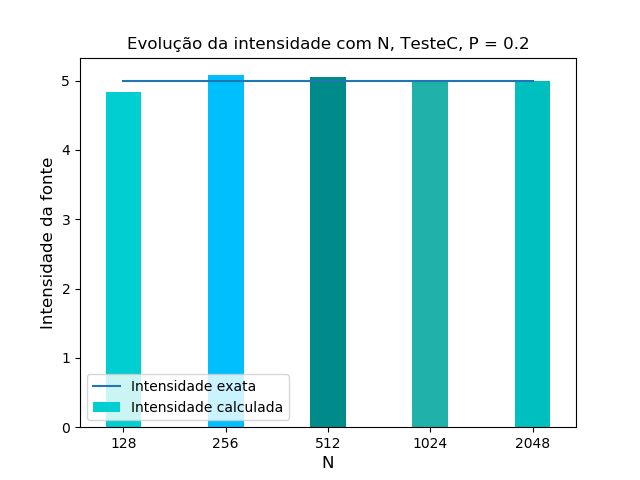 Evolução da intensidade com N, TesteC, P = 0.2
Intensidade da fonte
5
4
3
2
1
0
Intensidade exata
Intensidade calculada
128 256 512 1024 2048
N